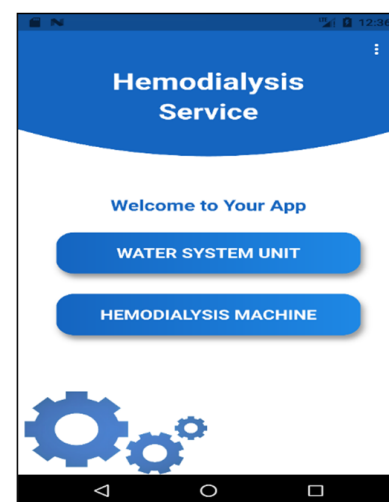 12:36
Hemodialysis
Service
Welcome to Your App
WATER SYSTEM UNIT
HEMODIALYSIS MACHINE